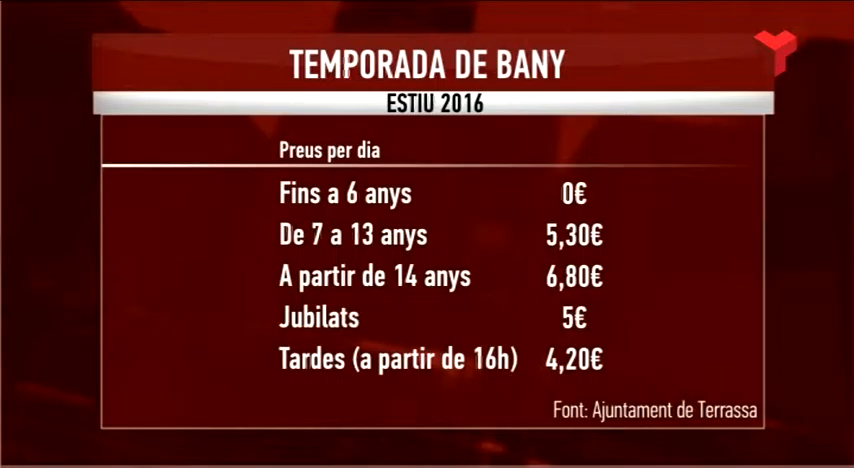 TEMPORADA DE BANY
ESTIU 2016
Preus per dia
Fins a 6 anys 0€
De 7 a 13 anys 5,30€
A partir de 14 anys 6,80€
Jubilats 5€
Tardes (a partir de 16h) 4,20€
Font: Ajuntament de Terrassa